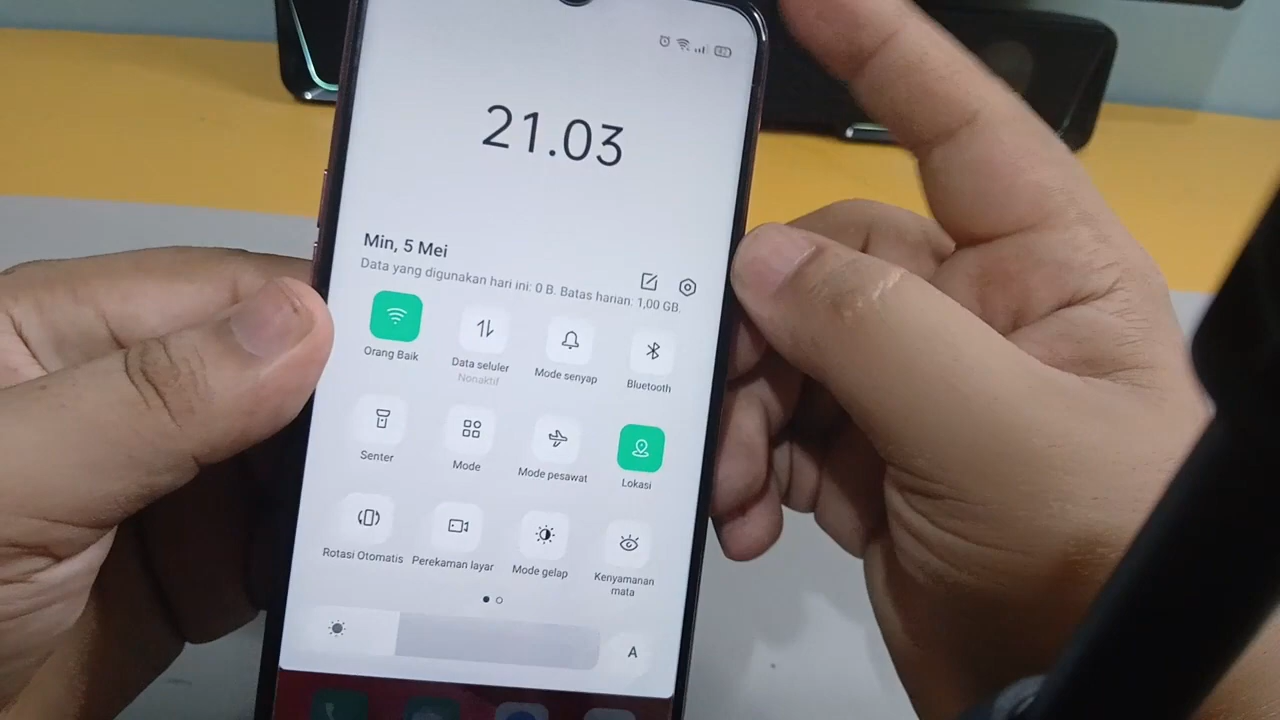 21.03
Min, 5 Mei
Data yang digunakan hari ini: 0 B. Batas harian: 1,00 GB.
Orang Baik
Data seluler
Nonaktif
Mode senyap
Bluetooth
Senter
Mode
Mode pesawat
Lokasi
Rotasi Otomatis
Perekaman layar
Mode gelap
Kenyamanan
mata
A